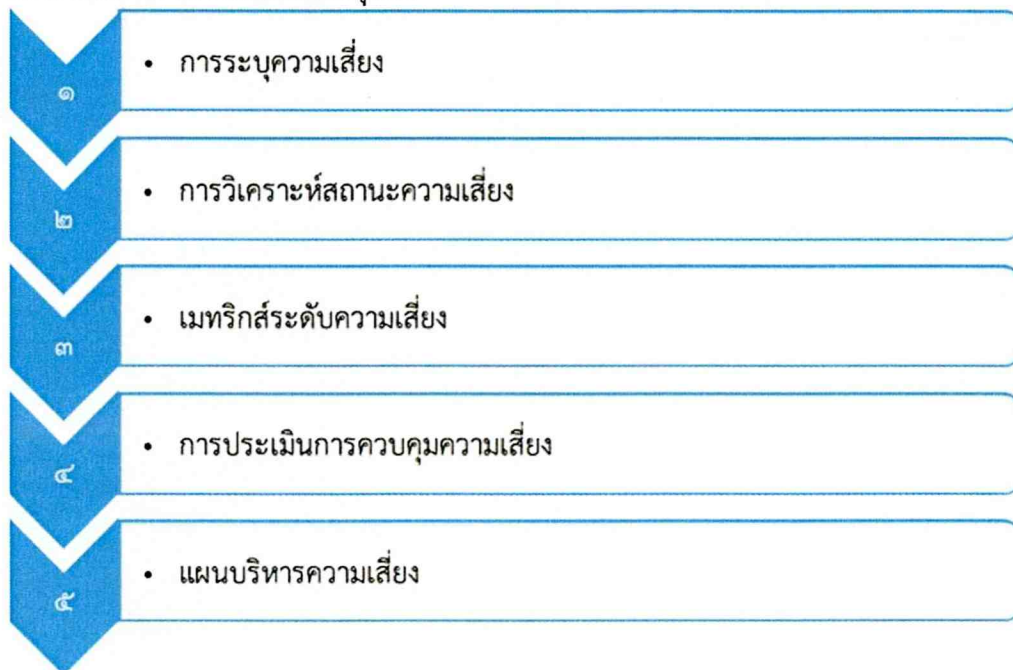 ๑
• การระบุความเสี่ยง
๒
• การวิเคราะห์สถานะความเสี่ยง
๓
• เมทริกส์ระดับความเสี่ยง
๔
• การประเมินการควบคุมความเสี่ยง
๕
• แผนบริหารความเสี่ยง